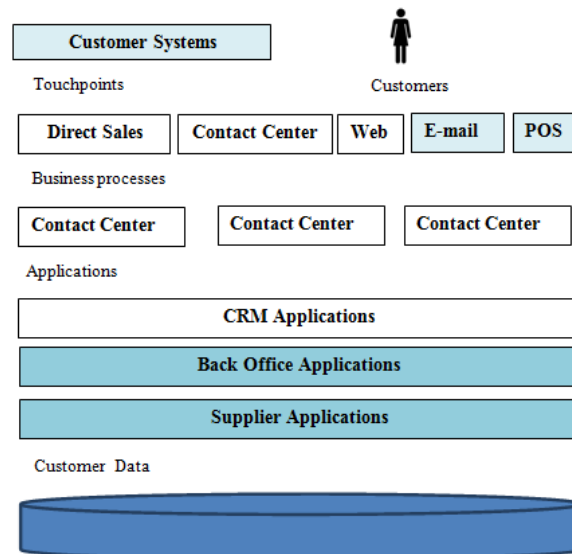 Customer Systems
Touchpoints
Customers
Direct Sales
Contact Center
Web
E-mail
POS
Business processes
Contact Center
Contact Center
Contact Center
Applications
CRM Applications
Back Office Applications
Supplier Applications
Customer Data